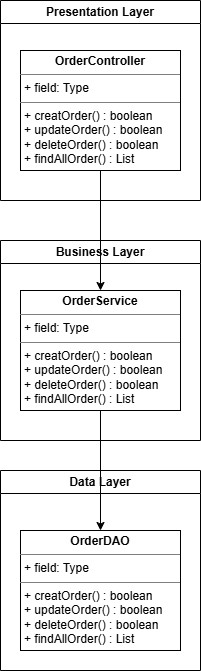 Presentation Layer
OrderController
+ field: Type
+ creatOrder() : boolean
+ updateOrder() : boolean
+ deleteOrder() : boolean
+ findAllOrder() : List
Business Layer
OrderService
+ field: Type
+ creatOrder() : boolean
+ updateOrder() : boolean
+ deleteOrder() : boolean
+ findAllOrder() : List
Data Layer
OrderDAO
+ field: Type
+ creatOrder() : boolean
+ updateOrder() : boolean
+ deleteOrder() : boolean
+ findAllOrder() : List